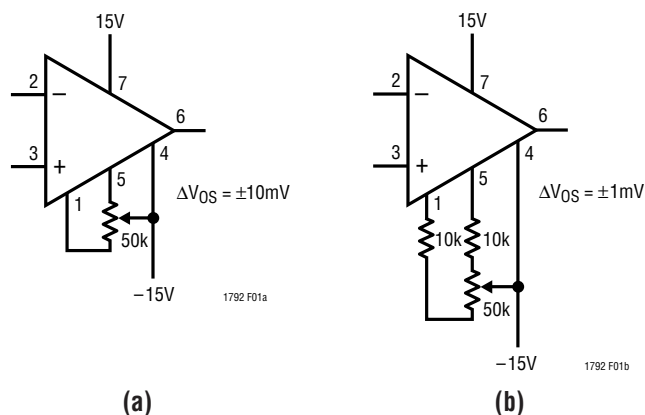 15V
2
7
–
6
3
+
4
5
1
ΔVOS = ±10mV
50k
–15V
1792 F01a
(a)
15V
2
7
–
6
3
+
4
5
1
ΔVOS = ±1mV
10k
10k
50k
–15V
1792 F01b
(b)